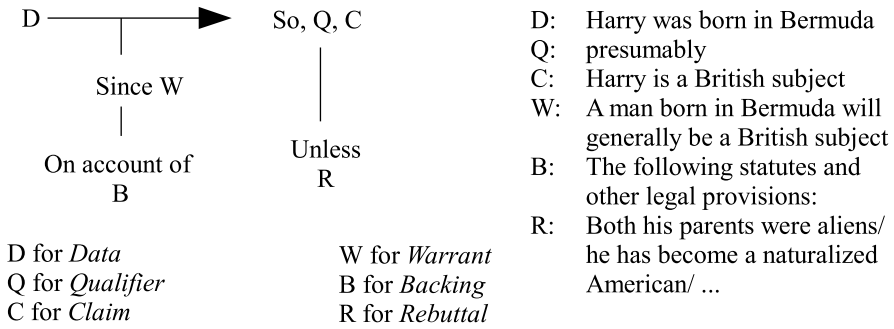 D
So, Q, C
Since W
On account of
B
Unless
R
D for Data
Q for Qualifier
C for Claim
W for Warrant
B for Backing
R for Rebuttal
D: Harry was born in Bermuda
Q: presumably
C: Harry is a British subject
W: A man born in Bermuda will
generally be a British subject
B: The following statutes and
other legal provisions:
R: Both his parents were aliens/
he has become a naturalized
American/ ...